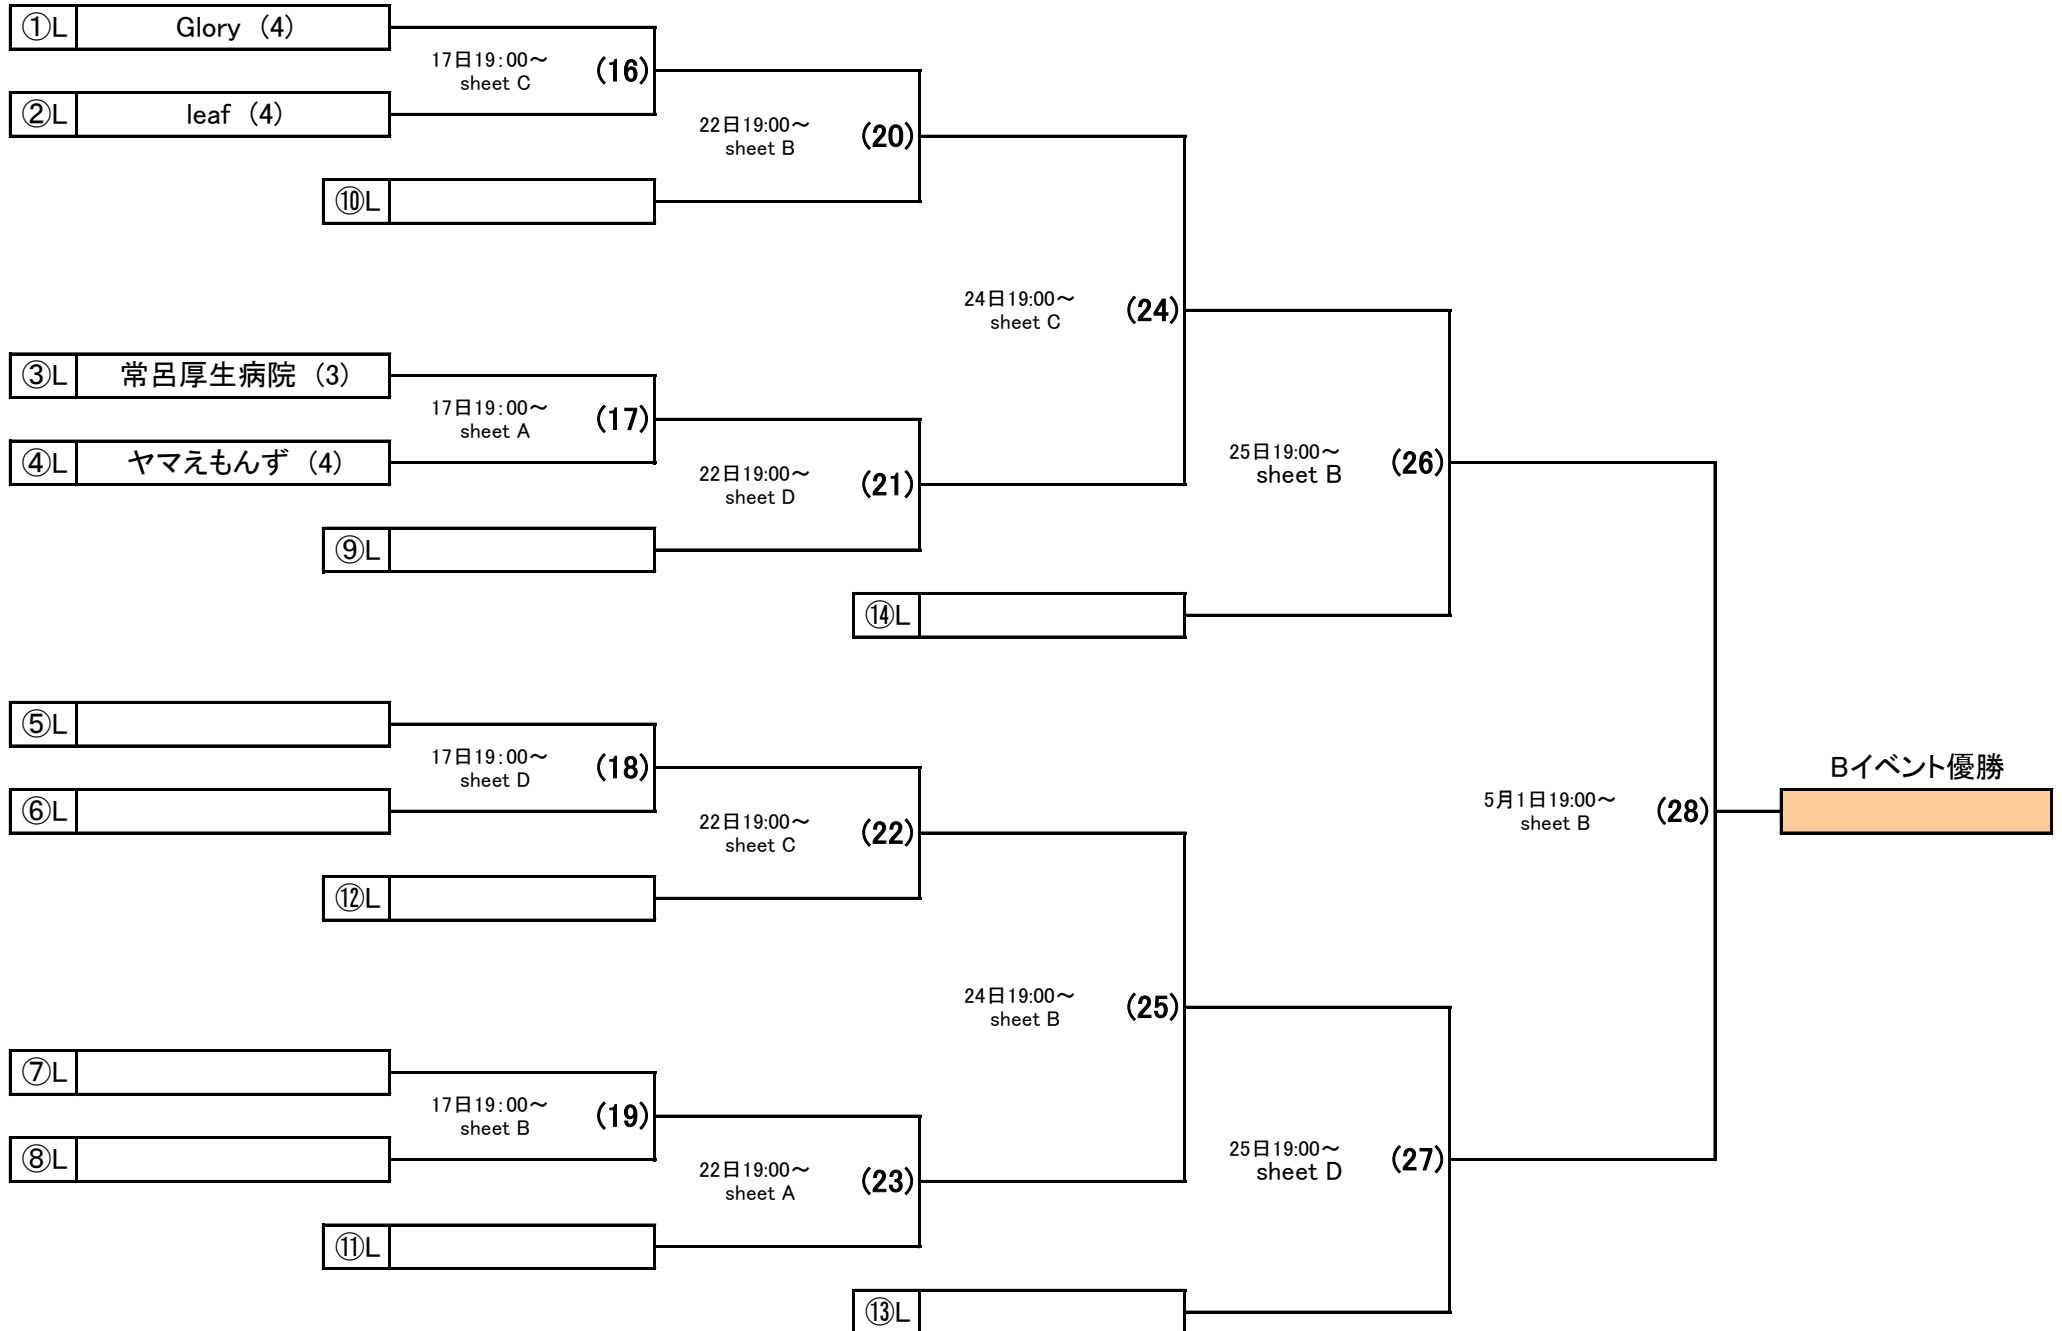 ①L Glory (4)
17日19:00～
sheet C
(16)
②L leaf (4)
22日19:00～
sheet B
(20)
⑩L
24日19:00～
sheet C
(24)
③L 常呂厚生病院 (3)
17日19:00～
sheet A
(17)
④L ヤマえもんず (4)
22日19:00～
sheet D
(21)
25日19:00～
sheet B
(26)
⑨L
⑭L
⑤L
17日19:00～
sheet D
(18)
⑥L
22日19:00～
sheet C
(22)
Bイベント優勝
5月1日19:00～
sheet B
(28)
⑫L
24日19:00～
sheet B
(25)
⑦L
17日19:00～
sheet B
(19)
⑧L
22日19:00～
sheet A
(23)
25日19:00～
sheet D
(27)
⑪L
⑬L